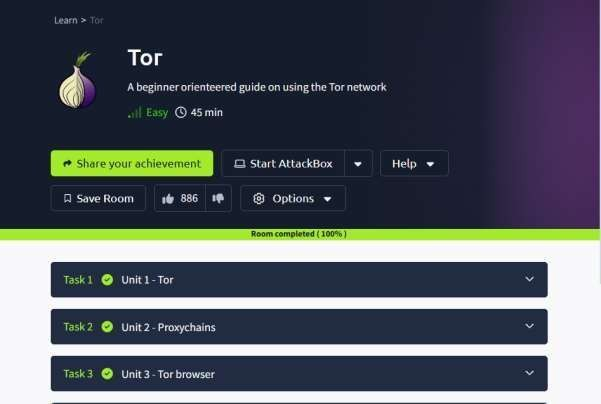 Learn > Tor
Tor
A beginner orienteered guide on using the Tor network
Easy 45 min
Share your achievement Start AttackBox Help
Save Room 886 Options
Room completed ( 100% )
Task 1 Unit 1 - Tor
Task 2 Unit 2 - Proxychains
Task 3 Unit 3 - Tor browser